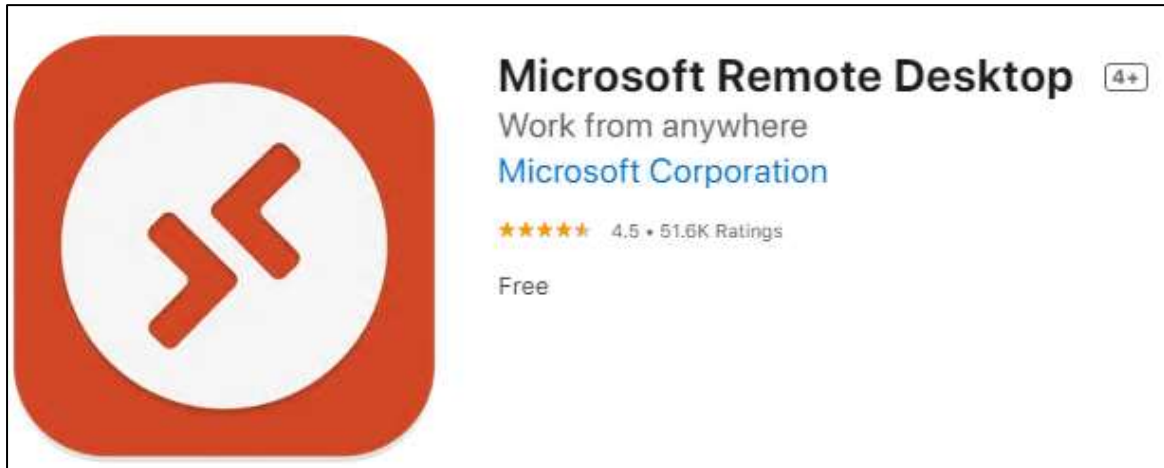 Microsoft Remote Desktop 4+
Work from anywhere
Microsoft Corporation
4.5 • 51.6K Ratings
Free